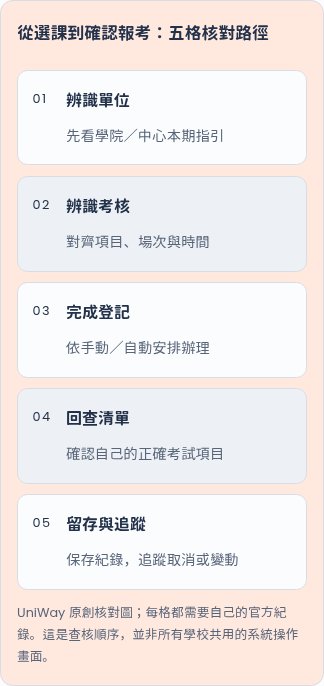 從選課到確認報考：五格核對路徑
01 辨識單位
先看學院／中心本期指引
02 辨識考核
對齊項目、場次與時間
03 完成登記
依手動／自動安排辦理
04 回查清單
確認自己的正確考試項目
05 留存與追蹤
保存紀錄，追蹤取消或變動
UniWay 原創核對圖；每格都需要自己的官方紀
錄。這是查核順序，並非所有學校共用的系統操作
畫面。